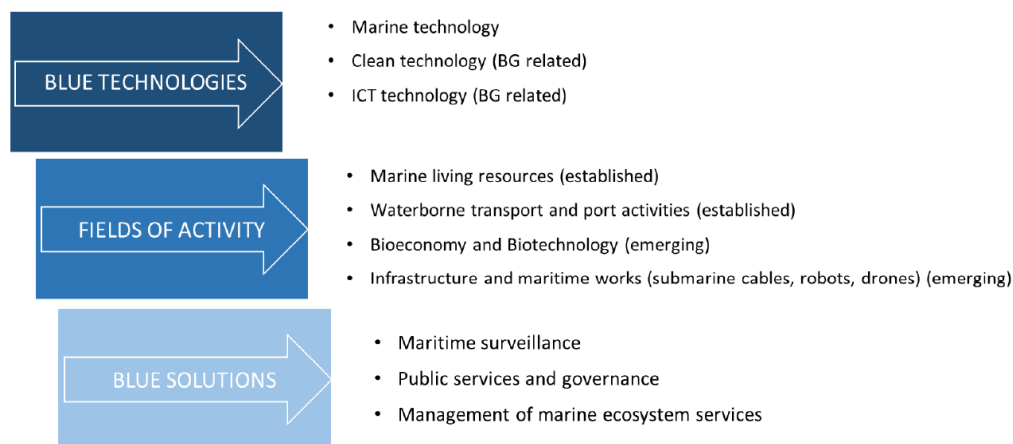 BLUE TECHNOLOGIES
• Marine technology
• Clean technology (BG related)
• ICT technology (BG related)
FIELDS OF ACTIVITY
• Marine living resources (established)
• Waterborne transport and port activities (established)
• Bioeconomy and Biotechnology (emerging)
• Infrastructure and maritime works (submarine cables, robots, drones) (emerging)
BLUE SOLUTIONS
• Maritime surveillance
• Public services and governance
• Management of marine ecosystem services